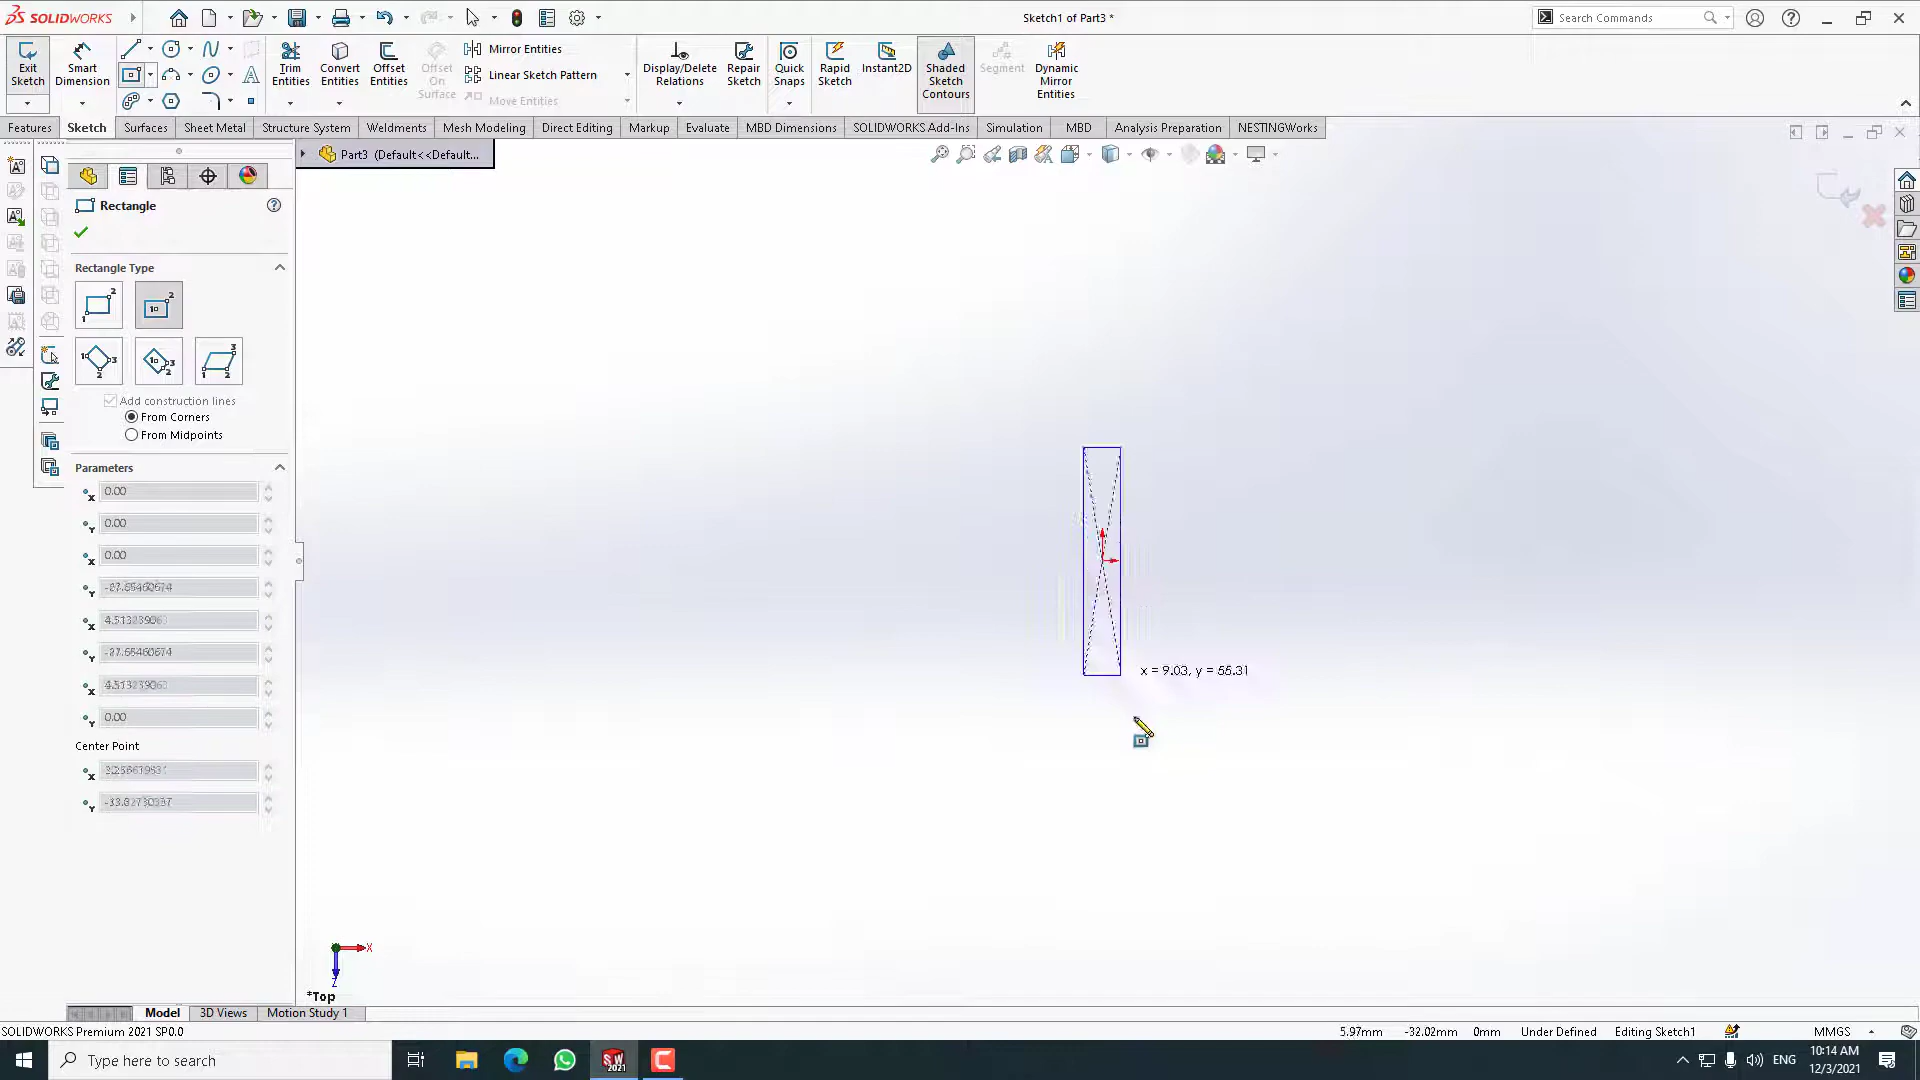 SOLIDWORKS
Sketch1 of Part3 *
Search Commands
Exit Sketch
Smart Dimension
Trim Entities
Convert Entities
Offset Entities
Offset On Surface
Mirror Entities
Linear Sketch Pattern
Move Entities
Display/Delete Relations
Repair Sketch
Quick Snaps
Rapid Sketch
Instant2D
Shaded Sketch Contours
Segment
Dynamic Mirror Entities
Features
Sketch
Surfaces
Sheet Metal
Structure System
Weldments
Mesh Modeling
Direct Editing
Markup
Evaluate
MBD Dimensions
SOLIDWORKS Add-Ins
Simulation
MBD
Analysis Preparation
NESTINGWorks
Part3 (Default<<Default...
Rectangle
Rectangle Type
Add construction lines
From Corners
From Midpoints
Parameters
0.00
0.00
0.00
0.00
Center Point
x = 9.03, y = 55.31
X
Z
*Top
Model
3D Views
Motion Study 1
SOLIDWORKS Premium 2021 SP0.0
5.97mm
-32.02mm
0mm
Under Defined
Editing Sketch1
MMGS
Type here to search
SW
2021
ENG
10:14 AM
12/3/2021